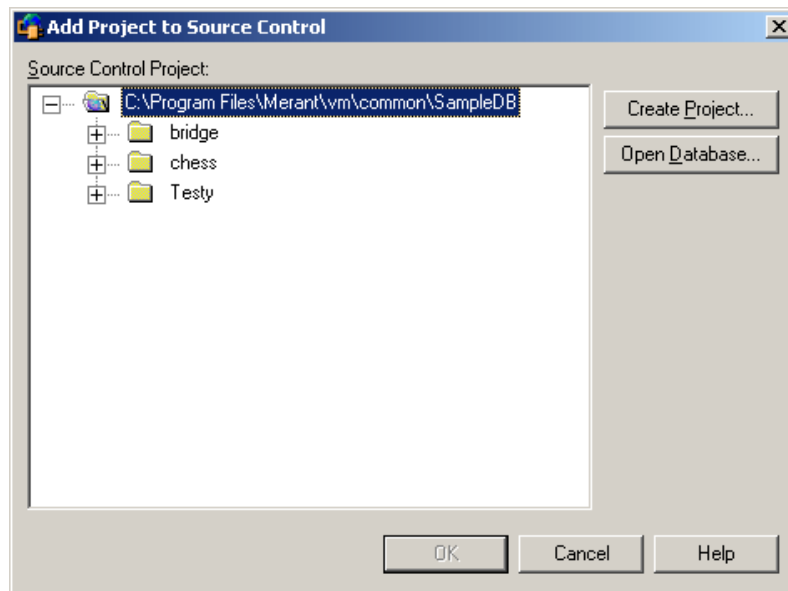 Add Project to Source Control
Source Control Project:
C:\Program Files\Merant\vm\common\SampleDB
bridge
chess
Testy
Create Project...
Open Database...
OK
Cancel
Help